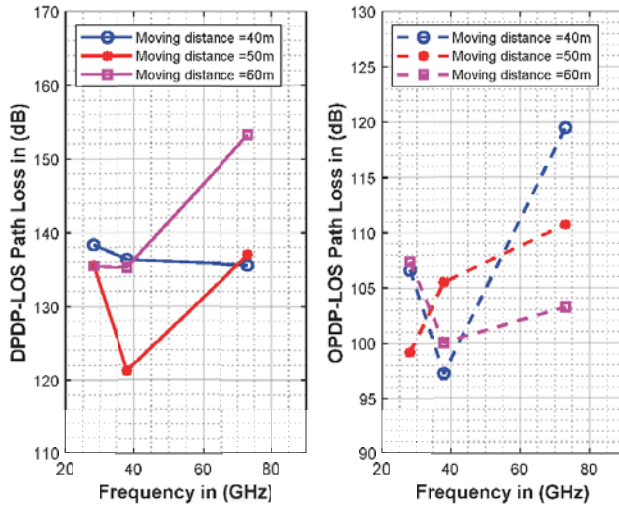 170
160
150
140
130
120
110
20
40
60
80
DPDP-LOS Path Loss in (dB)
Frequency in (GHz)
Moving distance =40m
Moving distance =50m
Moving distance =60m
130
125
120
115
110
105
100
95
90
20
40
60
80
OPDP-LOS Path Loss in (dB)
Frequency in (GHz)
Moving distance =40m
Moving distance =50m
Moving distance =60m